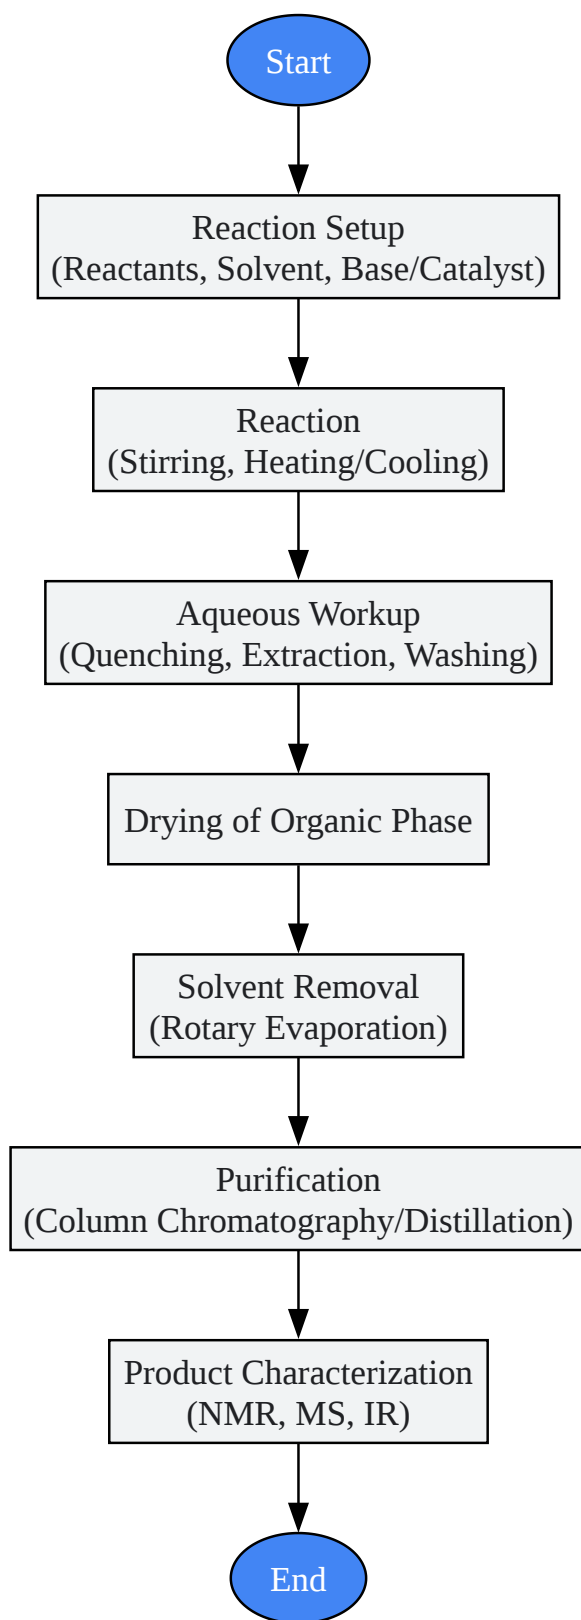 Start
Reaction Setup
(Reactants, Solvent, Base/Catalyst)
Reaction
(Stirring, Heating/Cooling)
Aqueous Workup
(Quenching, Extraction, Washing)
Drying of Organic Phase
Solvent Removal
(Rotary Evaporation)
Purification
(Column Chromatography/Distillation)
Product Characterization
(NMR, MS, IR)
End